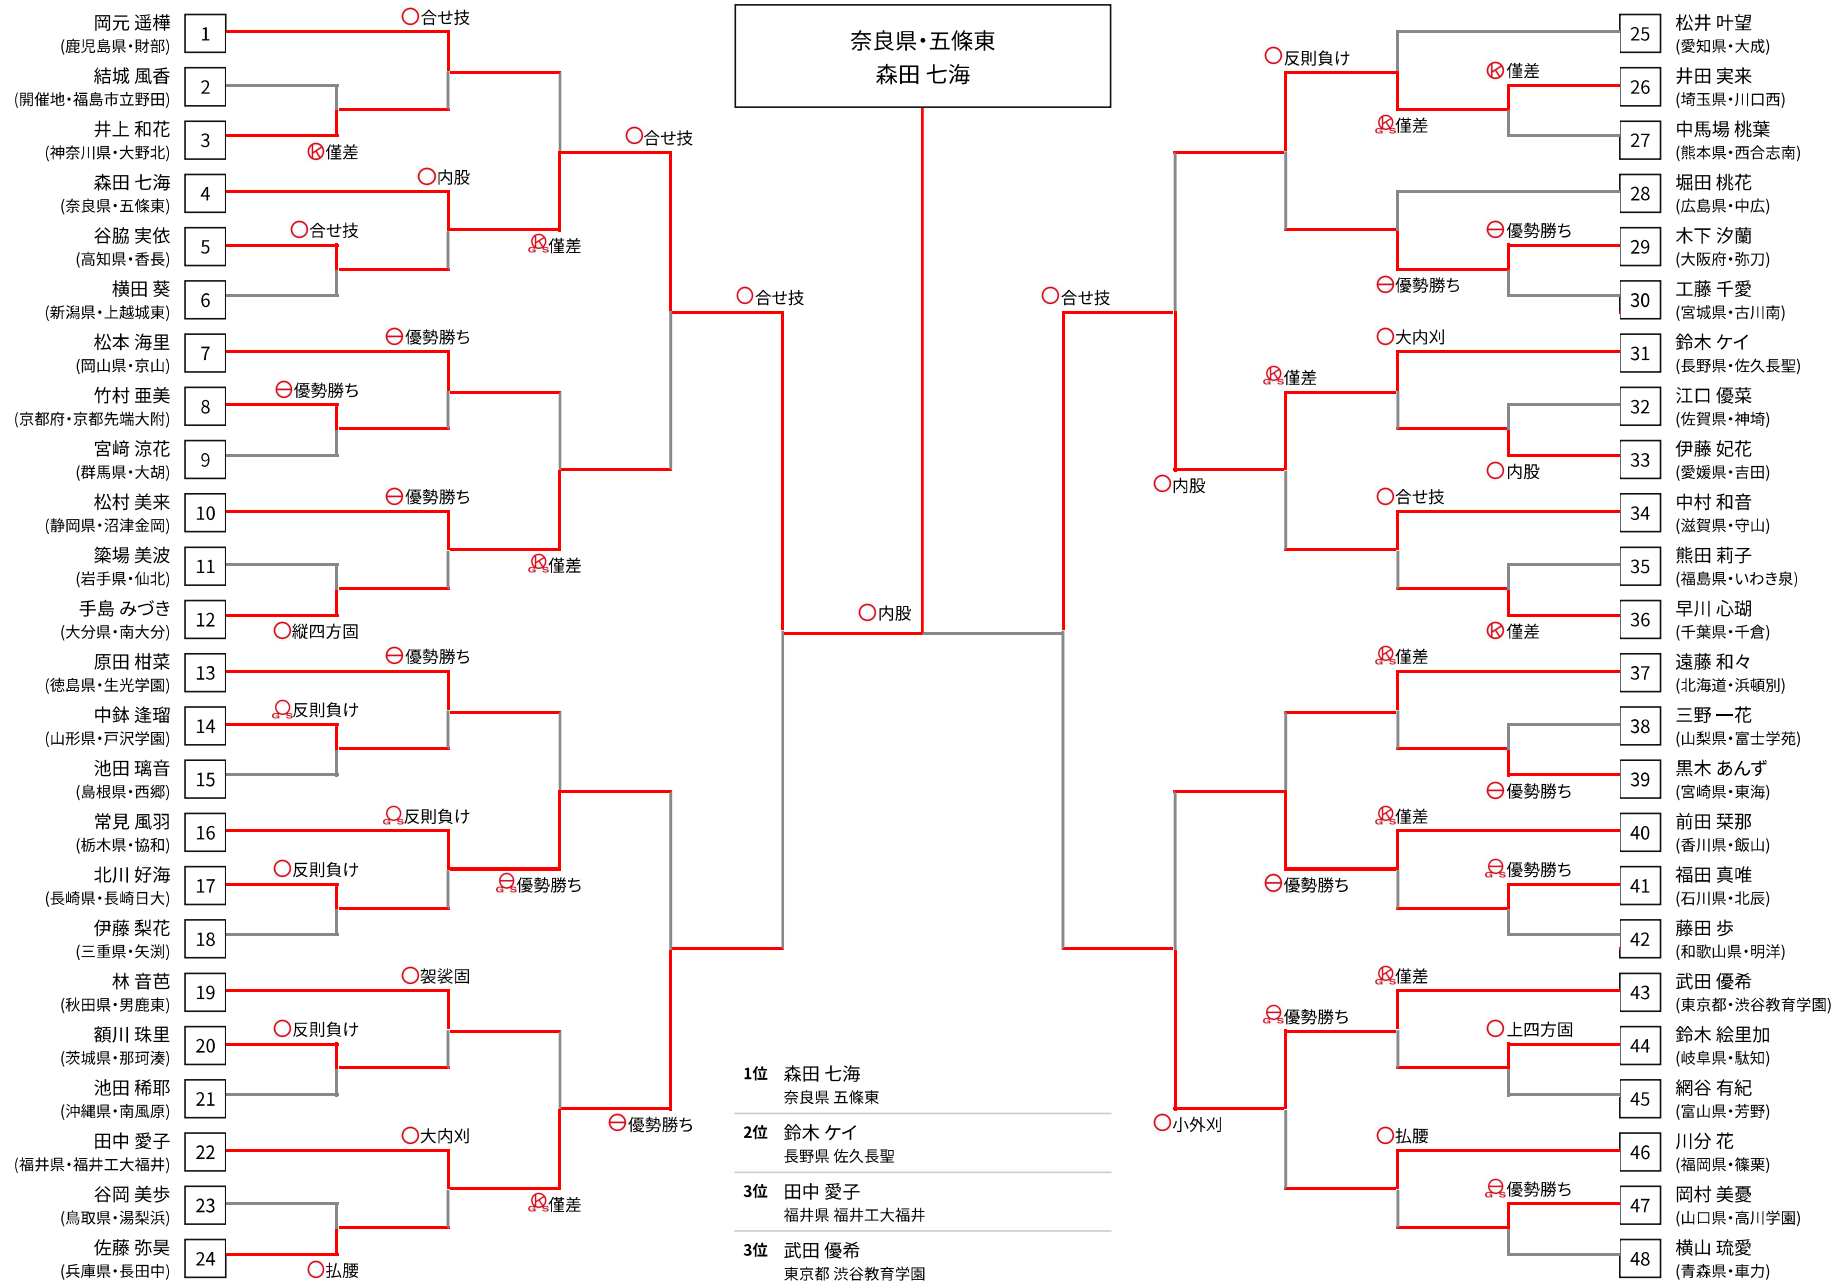 奈良県・五條東
森田 七海
1
岡元 遥樺
(鹿児島県・財部)
2
結城 風香
(開催地・福島市立野田)
3
井上 和花
(神奈川県・大野北)
4
森田 七海
(奈良県・五條東)
5
谷脇 実依
(高知県・香長)
6
横田 葵
(新潟県・上越城東)
7
松本 海里
(岡山県・京山)
8
竹村 亜美
(京都府・京都先端大附)
9
宮﨑 涼花
(群馬県・大胡)
10
松村 美来
(静岡県・沼津金岡)
11
築場 美波
(岩手県・仙北)
12
手島 みづき
(大分県・南大分)
13
原田 柑菜
(徳島県・生光学園)
14
中鉢 逢瑠
(山形県・戸沢学園)
15
池田 璃音
(島根県・西郷)
16
常見 風羽
(栃木県・協和)
17
北川 好海
(長崎県・長崎日大)
18
伊藤 梨花
(三重県・矢渕)
19
林 音芭
(秋田県・男鹿東)
20
額川 珠里
(茨城県・那珂湊)
21
池田 稀耶
(沖縄県・南風原)
22
田中 愛子
(福井県・福井工大福井)
23
谷岡 美歩
(鳥取県・湯梨浜)
24
佐藤 弥昊
(兵庫県・長田中)
○合せ技
Ⓚ僅差
○内股
○合せ技
GS僅差
○合せ技
優勢勝ち
優勢勝ち
優勢勝ち
○縦四方固
GS僅差
○合せ技
優勢勝ち
GS反則負け
GS反則負け
○反則負け
GS優勢勝ち
○袈裟固
○反則負け
○大内刈
○払腰
GS僅差
優勢勝ち
○内股
25
松井 叶望
(愛知県・大成)
26
井田 実来
(埼玉県・川口西)
27
中馬場 桃葉
(熊本県・西合志南)
28
堀田 桃花
(広島県・中広)
29
木下 汐蘭
(大阪府・弥刀)
30
工藤 千愛
(宮城県・古川南)
31
鈴木 ケイ
(長野県・佐久長聖)
32
江口 優菜
(佐賀県・神埼)
33
伊藤 妃花
(愛媛県・吉田)
34
中村 和音
(滋賀県・守山)
35
熊田 莉子
(福島県・いわき泉)
36
早川 心瑚
(千葉県・千倉)
37
遠藤 和々
(北海道・浜頓別)
38
三野 一花
(山梨県・富士学苑)
39
黒木 あんず
(宮崎県・東海)
40
前田 栞那
(香川県・飯山)
41
福田 真唯
(石川県・北辰)
42
藤田 歩
(和歌山県・明洋)
43
武田 優希
(東京都・渋谷教育学園)
44
鈴木 絵里加
(岐阜県・駄知)
45
網谷 有紀
(富山県・芳野)
46
川分 花
(福岡県・篠栗)
47
岡村 美憂
(山口県・高川学園)
48
横山 琉愛
(青森県・車力)
○反則負け
Ⓚ僅差
GS僅差
優勢勝ち
優勢勝ち
○合せ技
○大内刈
GS僅差
○内股
○内股
○合せ技
Ⓚ僅差
GS僅差
優勢勝ち
GS僅差
GS優勢勝ち
優勢勝ち
GS僅差
○上四方固
GS優勢勝ち
○小外刈
○払腰
GS優勢勝ち
1位 森田 七海
奈良県 五條東
2位 鈴木 ケイ
長野県 佐久長聖
3位 田中 愛子
福井県 福井工大福井
3位 武田 優希
東京都 渋谷教育学園